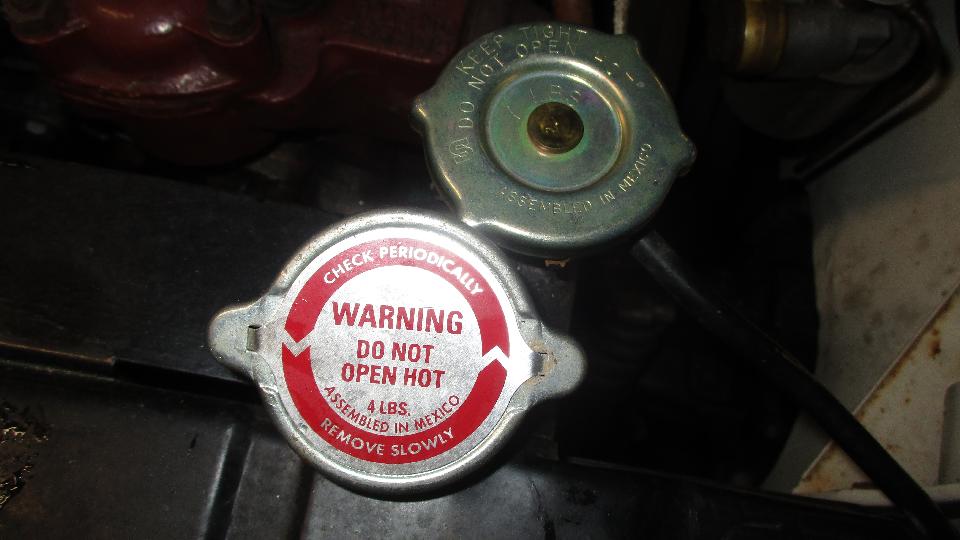 KEEP TIGHT
DO NOT OPEN
LBS
ASSEMBLED IN MEXICO
CHECK PERIODICALLY
WARNING
DO NOT
OPEN HOT
4 LBS.
ASSEMBLED IN MEXICO
REMOVE SLOWLY